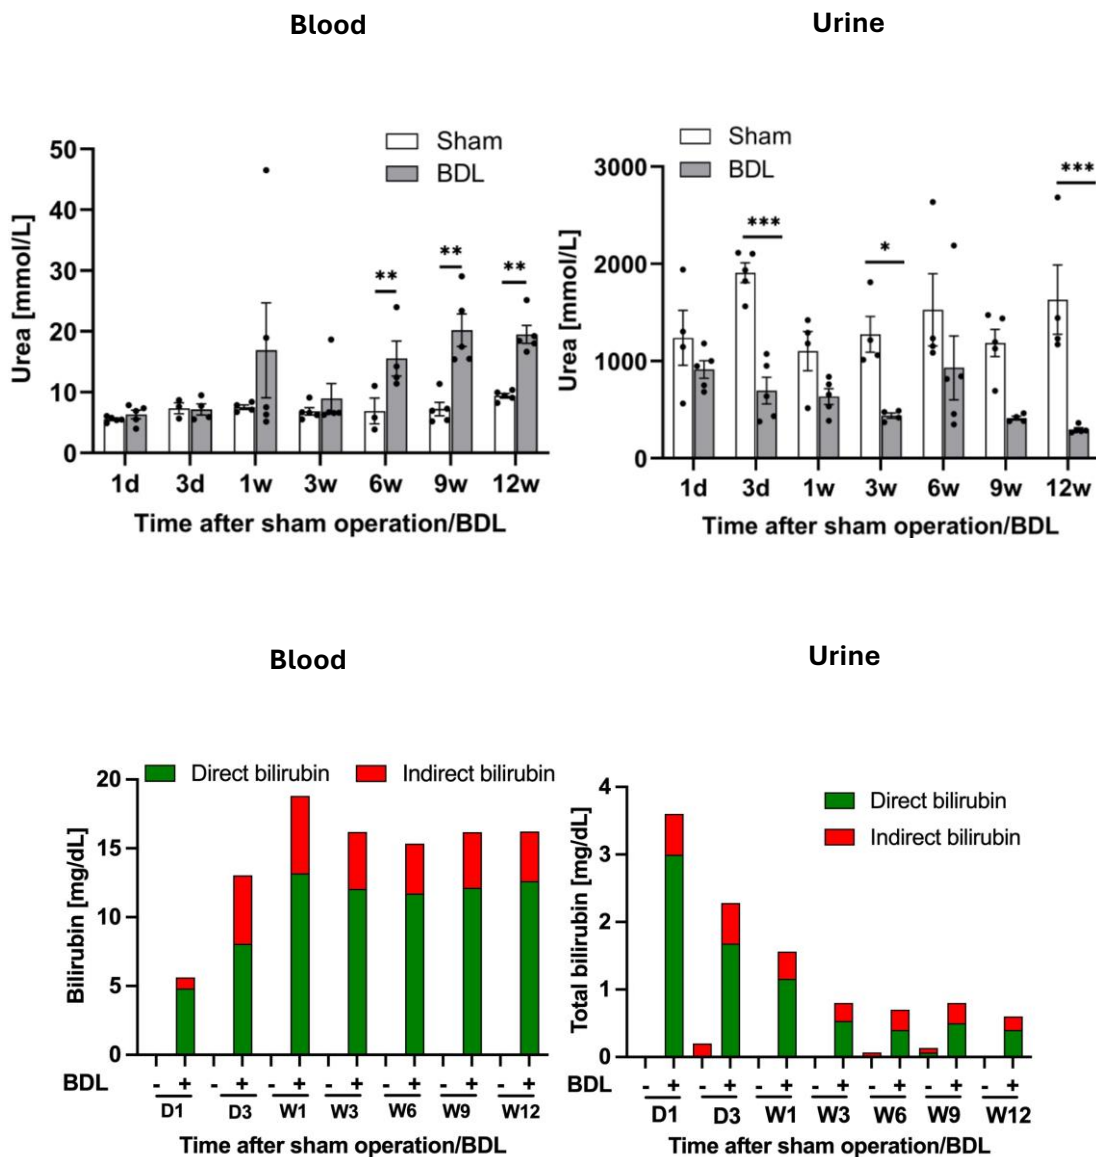 Blood
Urine
Sham
BDL
Urea [mmol/L]
50
40
30
20
10
0
**
**
**
1d 3d 1w 3w 6w 9w 12w
Time after sham operation/BDL
Sham
BDL
Urea [mmol/L]
3000
2000
1000
0
***
*
***
1d 3d 1w 3w 6w 9w 12w
Time after sham operation/BDL
Blood
Urine
Direct bilirubin Indirect bilirubin
Bilirubin [mg/dL]
20
15
10
5
0
BDL - + - + - + - + - + - + - +
D1 D3 W1 W3 W6 W9 W12
Time after sham operation/BDL
Direct bilirubin
Indirect bilirubin
Total bilirubin [mg/dL]
4
3
2
1
0
BDL - + - + - + - + - + - + - +
D1 D3 W1 W3 W6 W9 W12
Time after sham operation/BDL